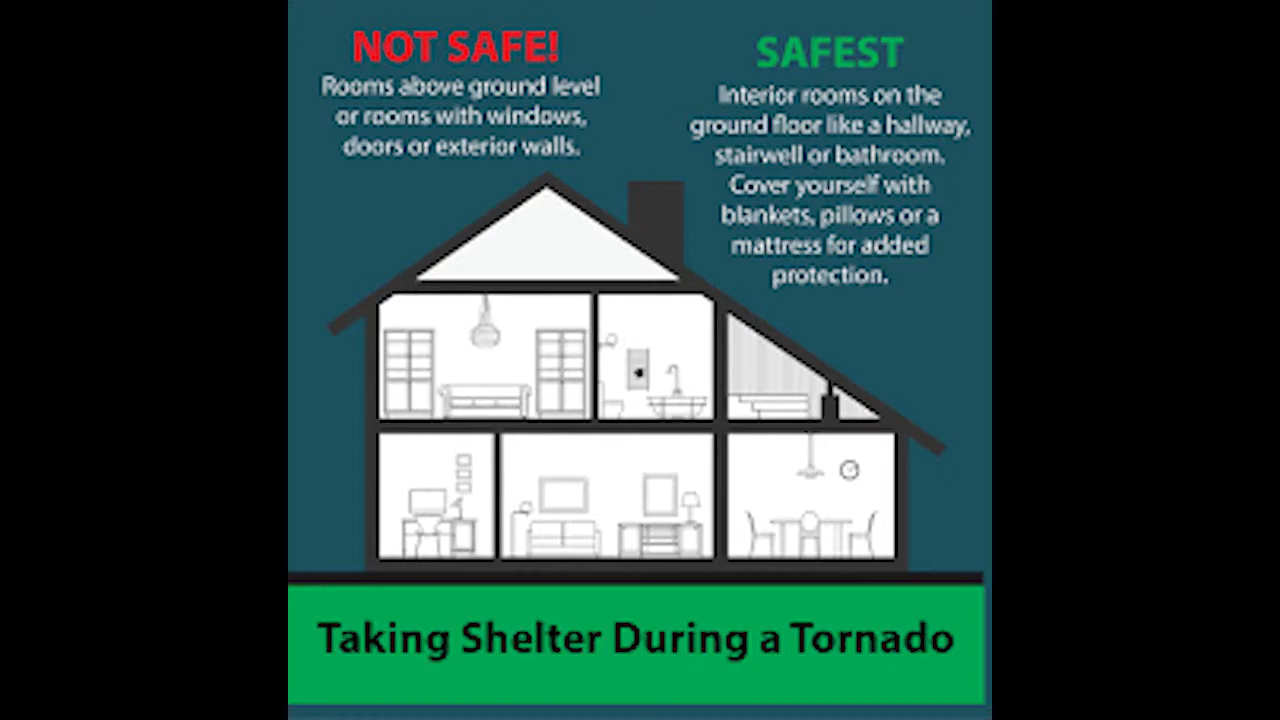 NOT SAFE!
Rooms above ground level
or rooms with windows,
doors or exterior walls.
SAFEST
Interior rooms on the
ground floor like a hallway,
stairwell or bathroom.
Cover yourself with
blankets, pillows or a
mattress for added
protection.
Taking Shelter During a Tornado